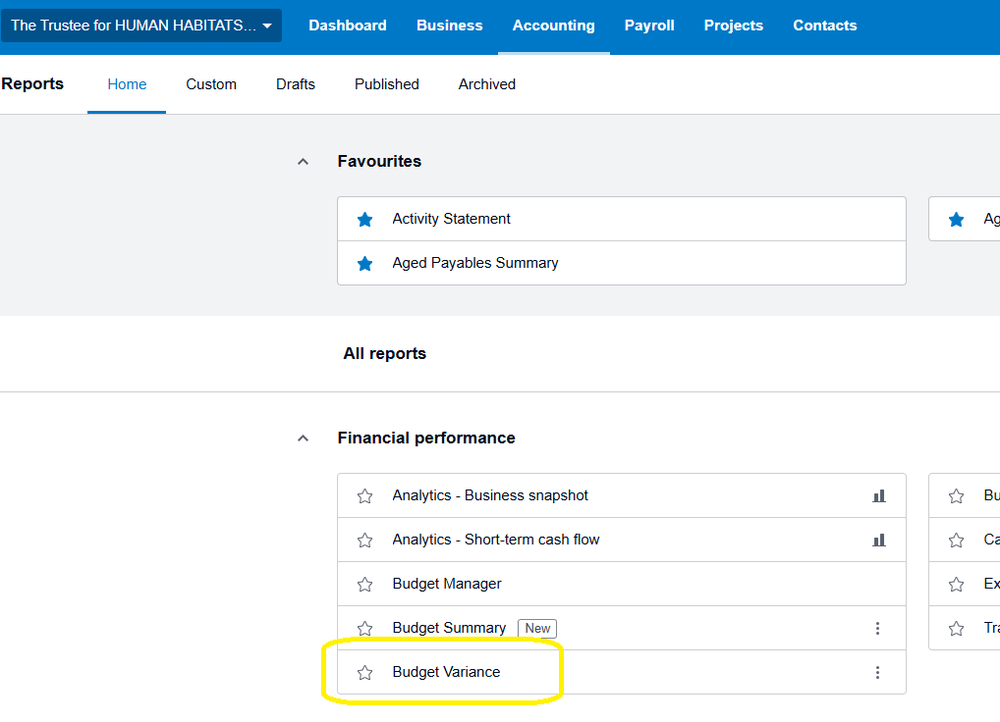 The Trustee for HUMAN HABITATS... Dashboard Business Accounting Payroll Projects Contacts
Reports Home Custom Drafts Published Archived
Favourites
Activity Statement Ag
Aged Payables Summary
All reports
Financial performance
Analytics - Business snapshot Bu
Analytics - Short-term cash flow Ca
Budget Manager Ex
Budget Summary New Tra
Budget Variance